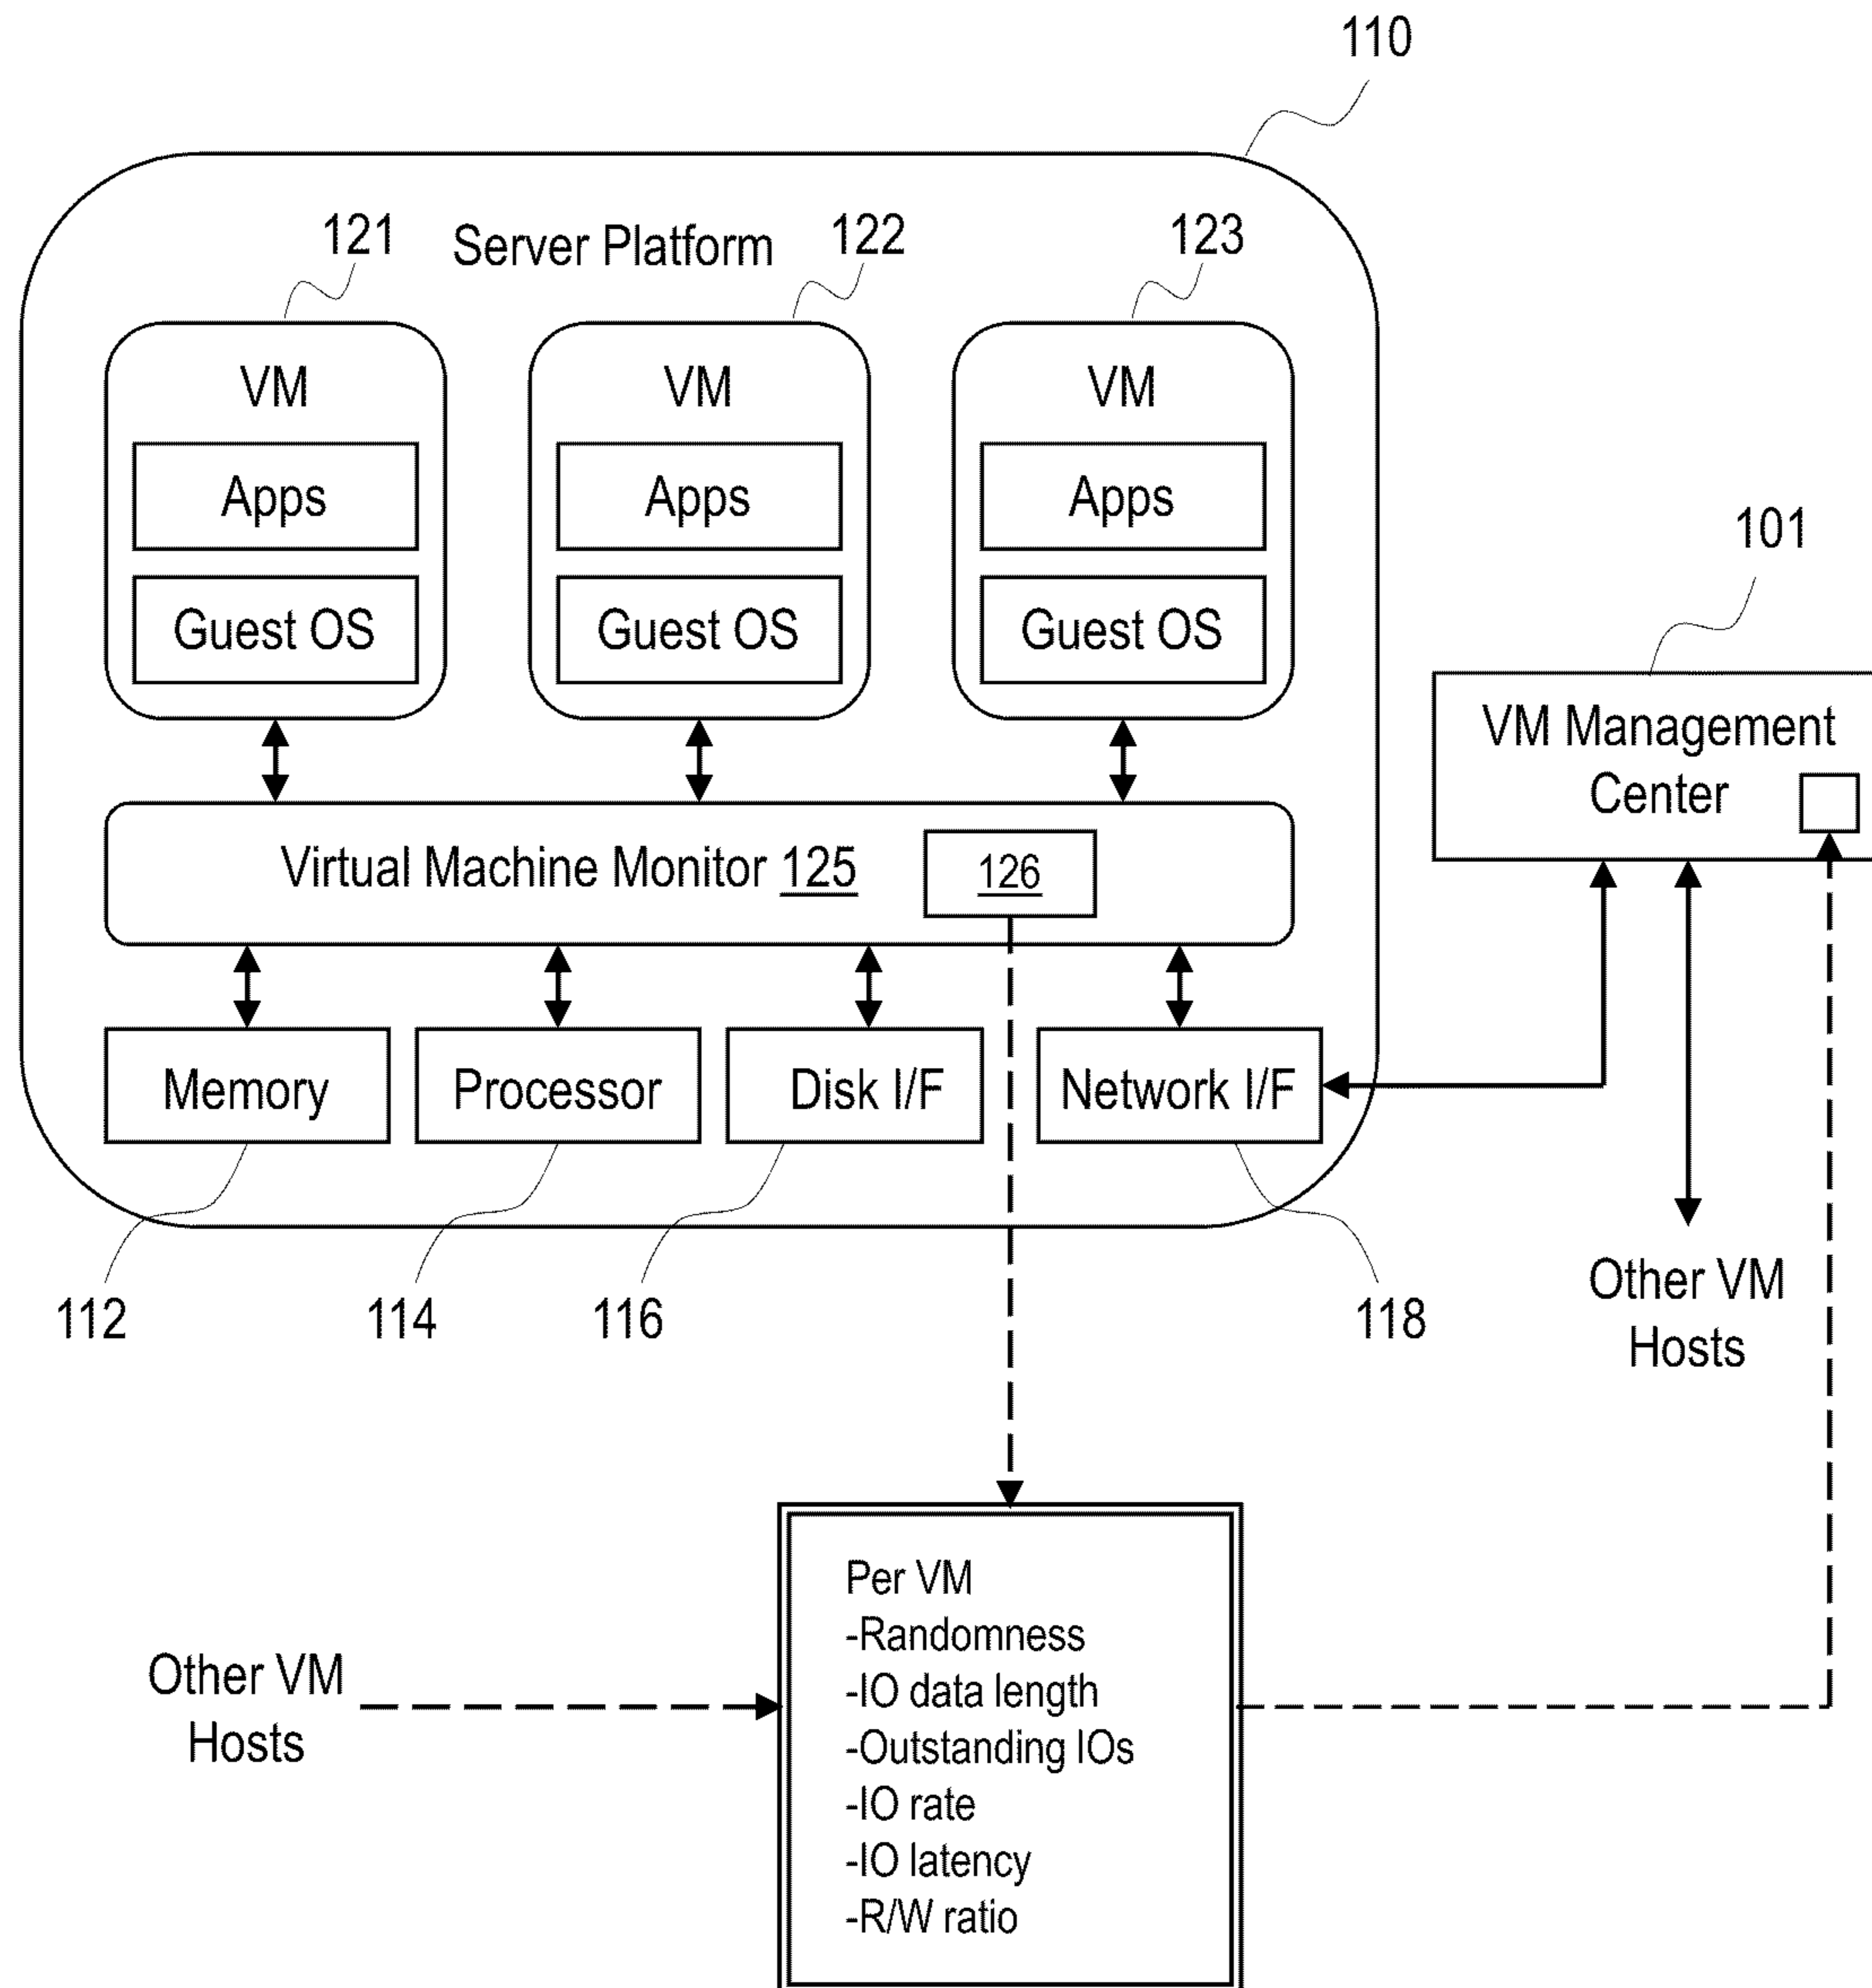 110
121
Server Platform
122
123
VM
VM
VM
Apps
Apps
Apps
Guest OS
Guest OS
Guest OS
101
VM Management
Center
Virtual Machine Monitor 125
126
Memory
Processor
Disk I/F
Network I/F
112
114
116
118
Other VM
Hosts
Per VM
-Randomness
-IO data length
-Outstanding IOs
-IO rate
-IO latency
-R/W ratio
Other VM
Hosts